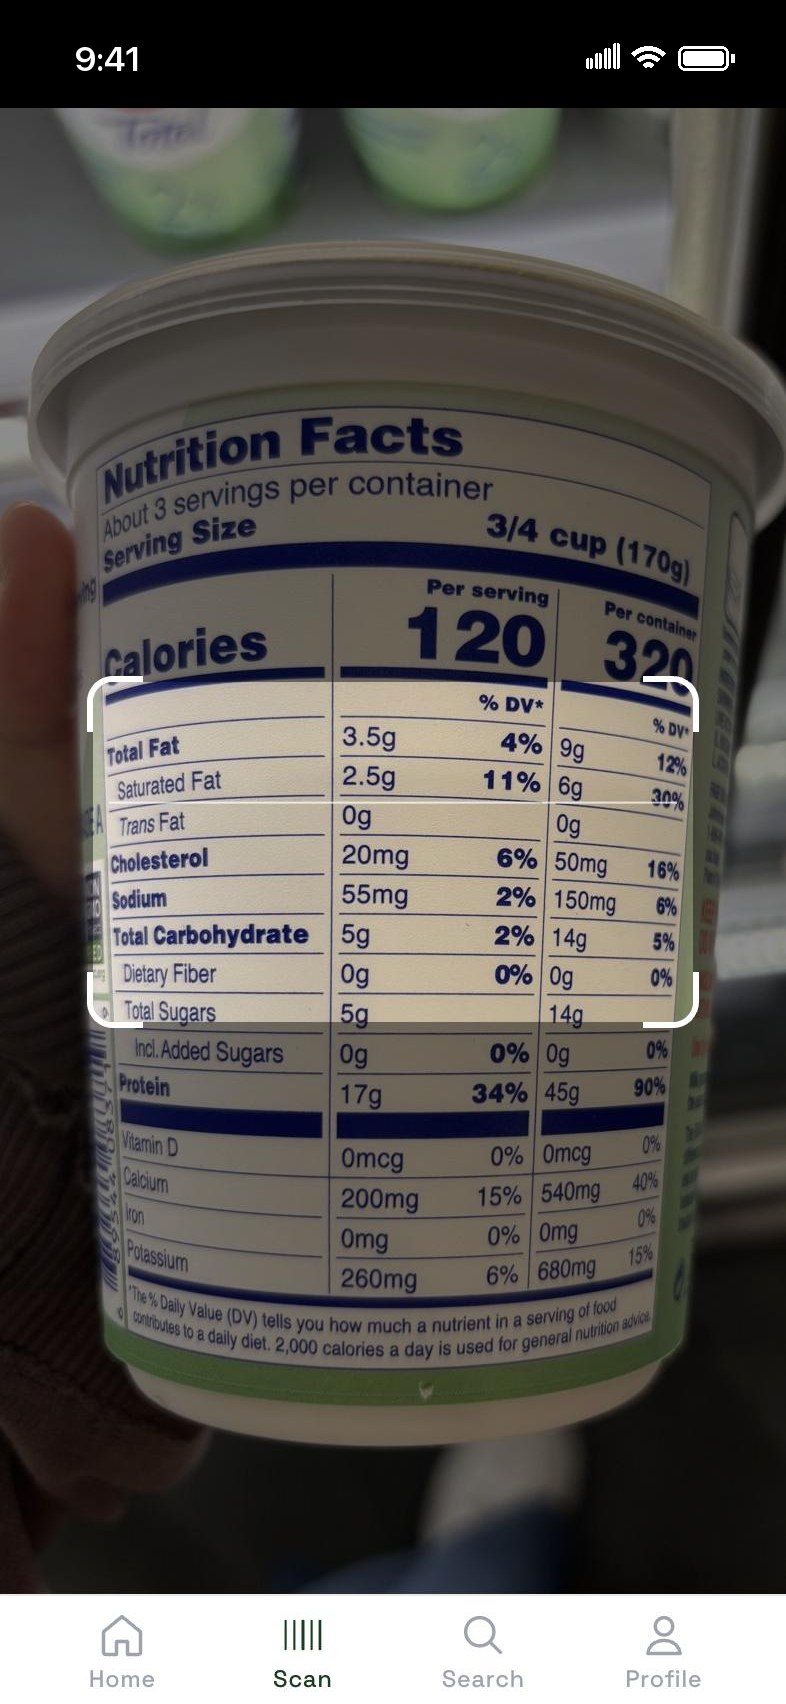 9:41
Total
Nutrition Facts
About 3 servings per container
Serving Size 3/4 cup (170g)
Per serving Per container
Calories 120 320
% DV* % DV*
Total Fat 3.5g 4% 9g 12%
Saturated Fat 2.5g 11% 6g 30%
Trans Fat 0g 0g
Cholesterol 20mg 6% 50mg 16%
Sodium 55mg 2% 150mg 6%
Total Carbohydrate 5g 2% 14g 5%
Dietary Fiber 0g 0% 0g 0%
Total Sugars 5g 14g
Incl. Added Sugars 0g 0% 0g 0%
Protein 17g 34% 45g 90%
Vitamin D 0mcg 0% 0mcg 0%
Calcium 200mg 15% 540mg 40%
Iron 0mg 0% 0mg 0%
Potassium 260mg 6% 680mg 15%
*The % Daily Value (DV) tells you how much a nutrient in a serving of food
contributes to a daily diet. 2,000 calories a day is used for general nutrition advice.
Home Scan Search Profile